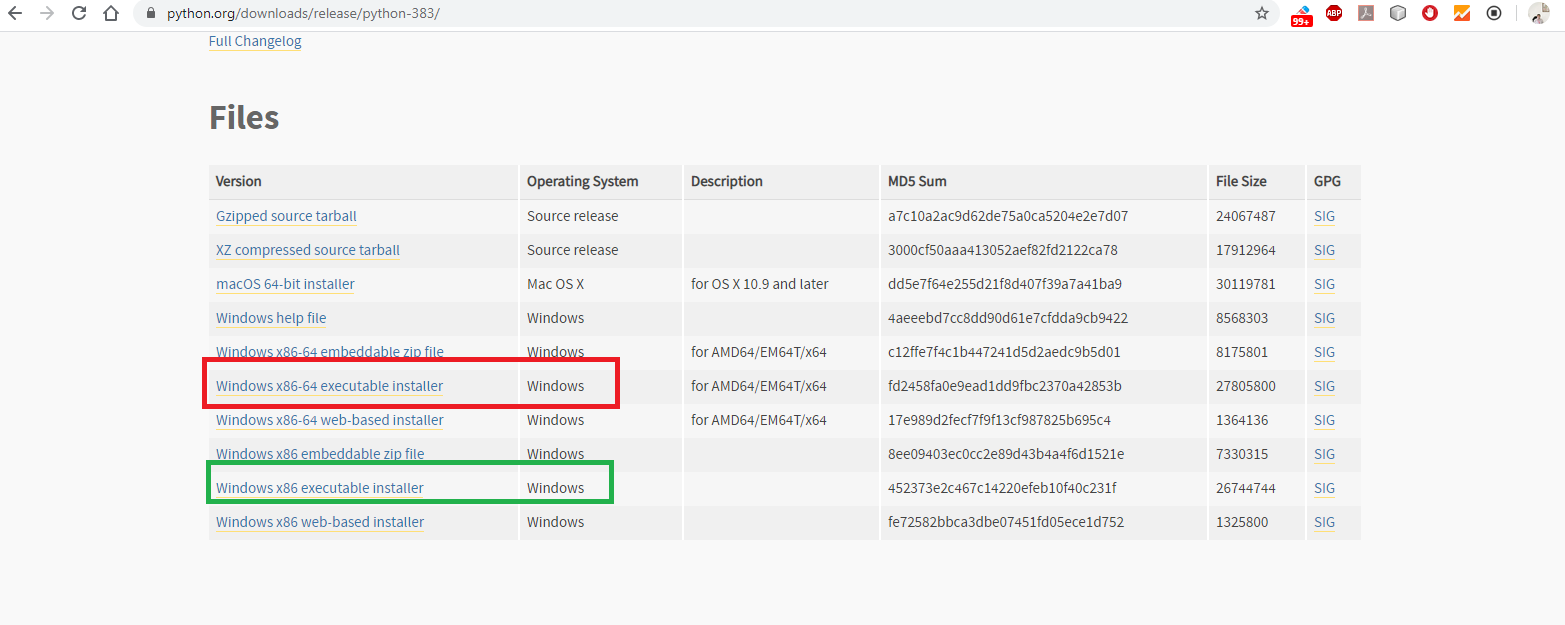 python.org/downloads/release/python-383/
99+
ABP
Full Changelog
Files
Version Operating System Description MD5 Sum File Size GPG
Gzipped source tarball Source release a7c10a2ac9d62de75a0ca5204e2e7d07 24067487 SIG
XZ compressed source tarball Source release 3000cf50aaa413052aef82fd2122ca78 17912964 SIG
macOS 64-bit installer Mac OS X for OS X 10.9 and later dd5e7f64e255d21f8d407f39a7a41ba9 30119781 SIG
Windows help file Windows 4aeeebd7cc8dd90d61e7cfdda9cb9422 8568303 SIG
Windows x86-64 embeddable zip file Windows for AMD64/EM64T/x64 c12ffe7f4c1b447241d5d2aedc9b5d01 8175801 SIG
Windows x86-64 executable installer Windows for AMD64/EM64T/x64 fd2458fa0e9ead1dd9fbc2370a42853b 27805800 SIG
Windows x86-64 web-based installer Windows for AMD64/EM64T/x64 17e989d2fecf7f9f13cf987825b695c4 1364136 SIG
Windows x86 embeddable zip file Windows 8ee09403ec0cc2e89d43b4a4f6d1521e 7330315 SIG
Windows x86 executable installer Windows 452373e2c467c14220efeb10f40c231f 26744744 SIG
Windows x86 web-based installer Windows fe72582bbca3dbe07451fd05ece1d752 1325800 SIG